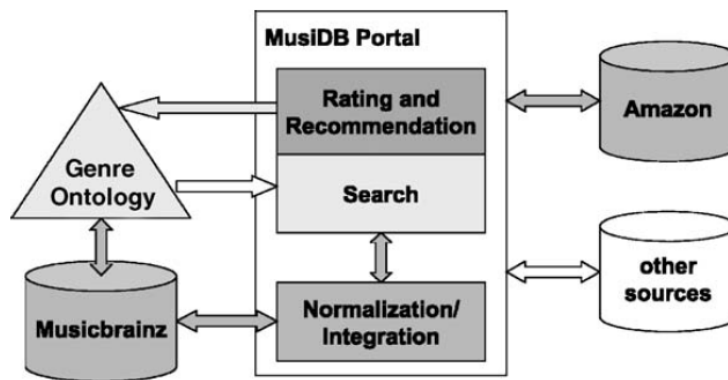 MusiDB Portal
Rating and
Recommendation
Amazon
Genre
Ontology
Search
other
sources
Musicbrainz
Normalization/
Integration